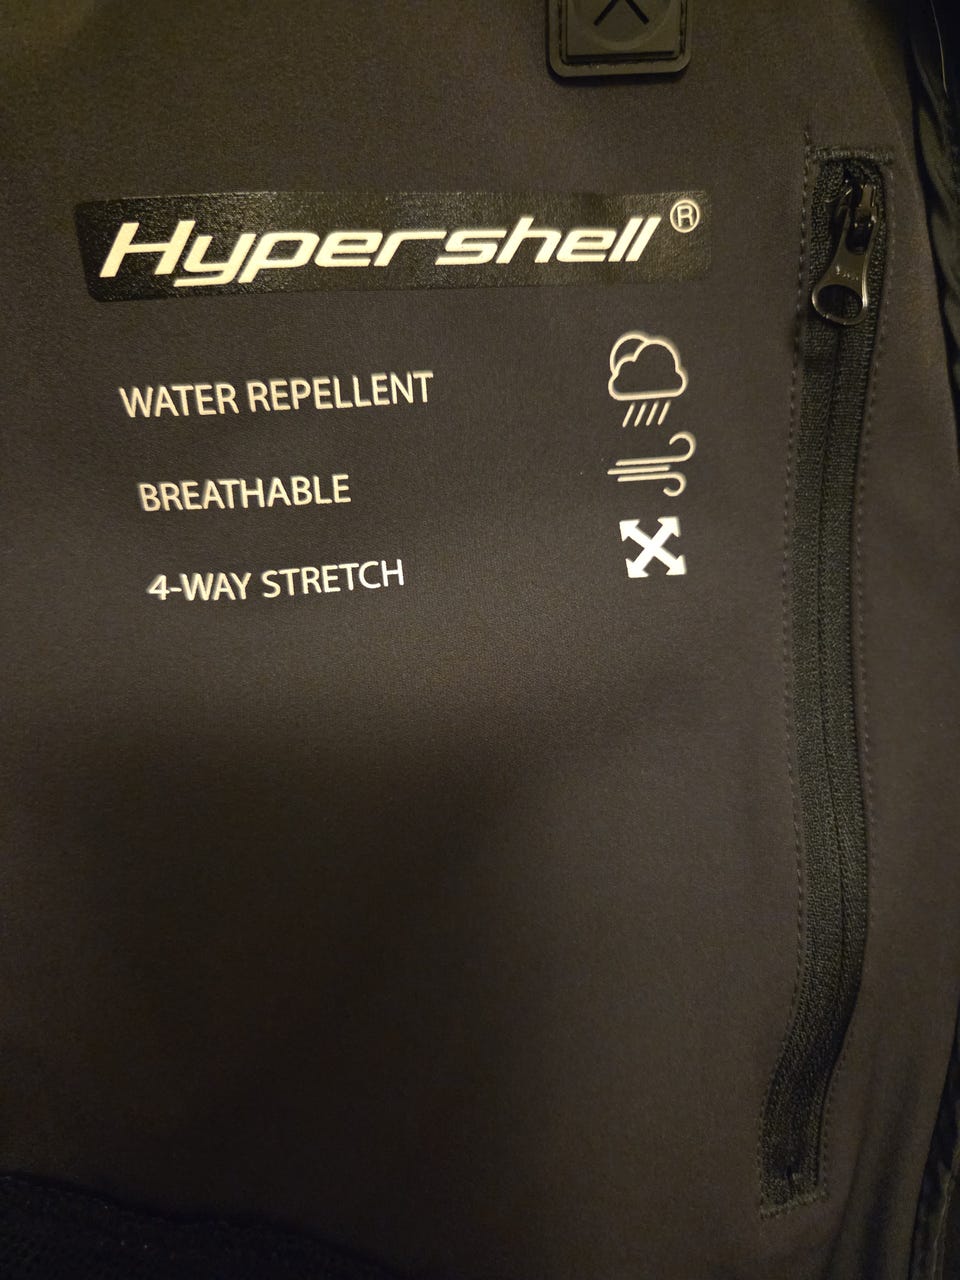 Hypershell®
WATER REPELLENT
BREATHABLE
4-WAY STRETCH